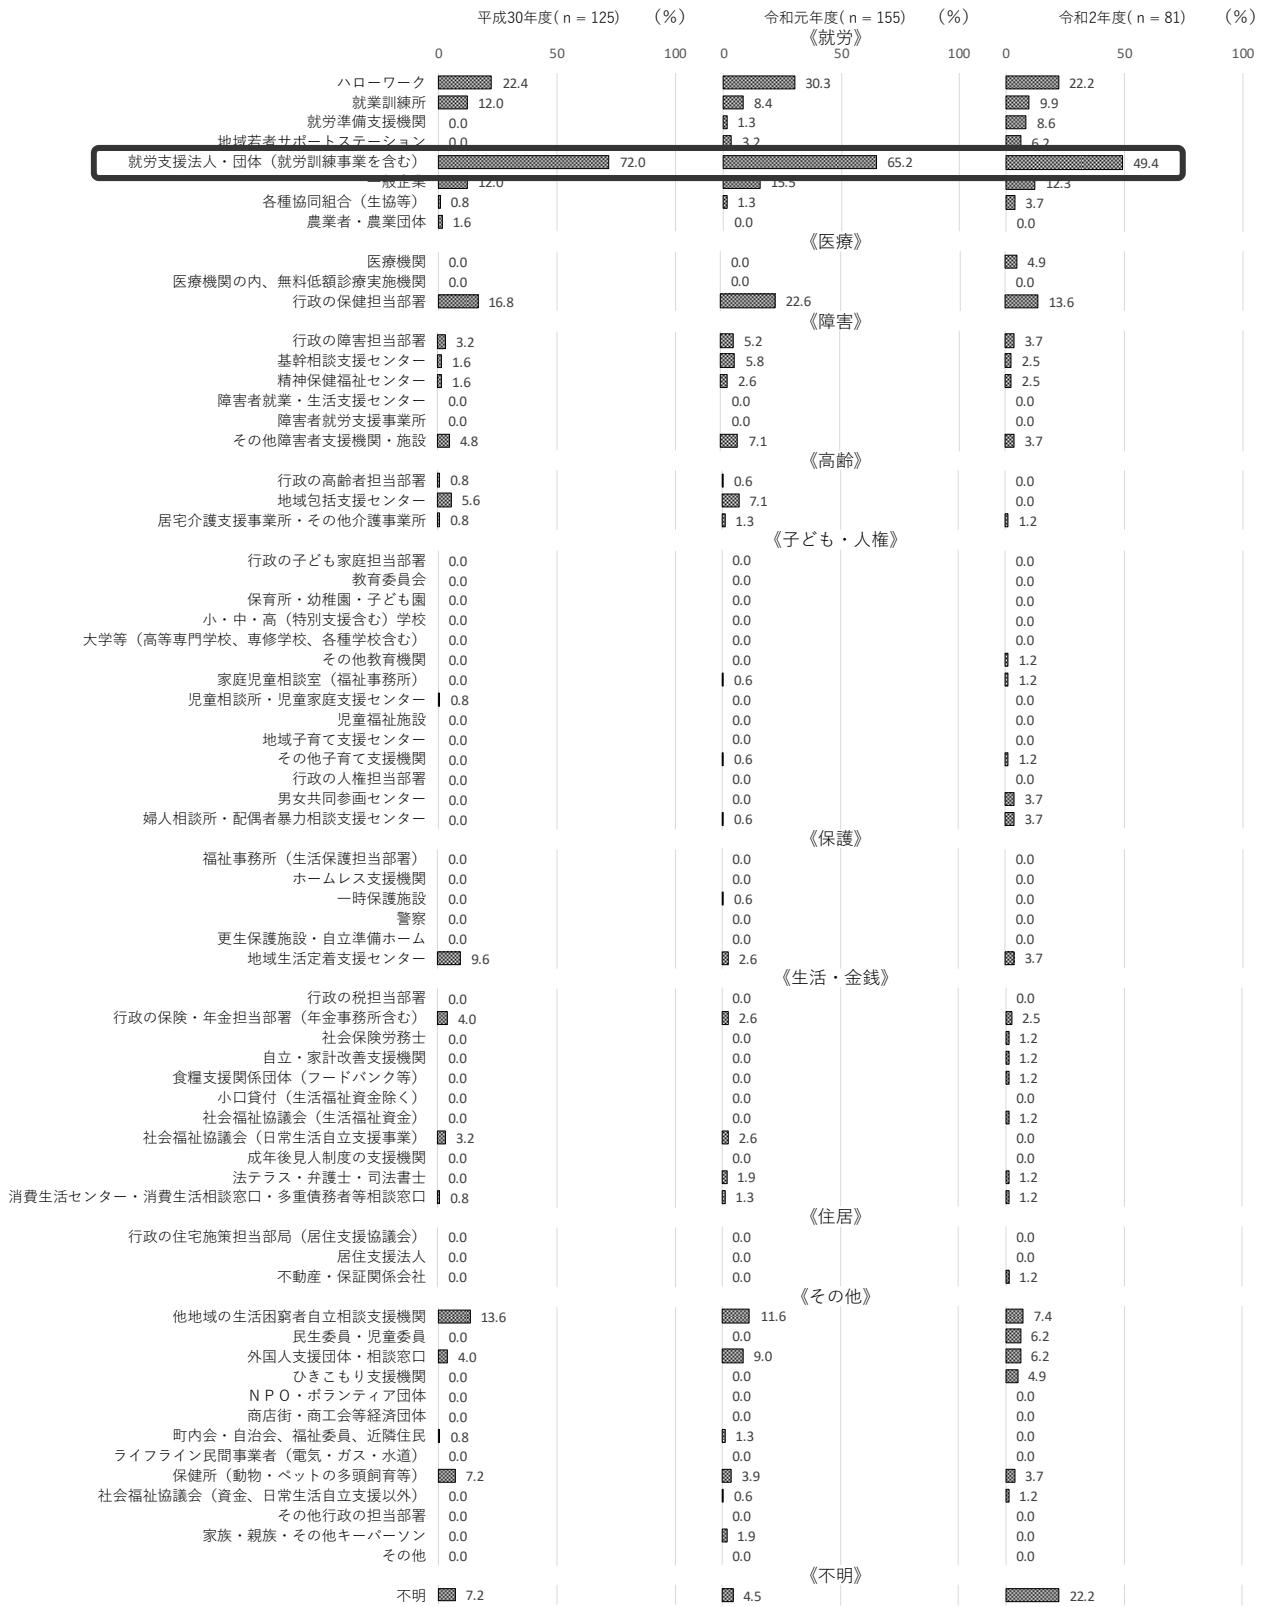 平成30年度( n = 125) (%) 令和元年度( n = 155) (%) 令和2年度( n = 81) (%)
《就労》
0 50 100 0 50 100 0 50 100
ハローワーク 22.4 30.3 22.2
就業訓練所 12.0 8.4 9.9
就労準備支援機関 0.0 1.3 8.6
地域若者サポートステーション 0.0 3.2 6.2
就労支援法人・団体（就労訓練事業を含む） 72.0 65.2 49.4
一般企業 12.0 15.5 12.3
各種協同組合（生協等） 0.8 1.3 3.7
農業者・農業団体 1.6 0.0 0.0
《医療》
医療機関 0.0 0.0 4.9
医療機関の内、無料低額診療実施機関 0.0 0.0 0.0
行政の保健担当部署 16.8 22.6 13.6
《障害》
行政の障害担当部署 3.2 5.2 3.7
基幹相談支援センター 1.6 5.8 2.5
精神保健福祉センター 1.6 2.6 2.5
障害者就業・生活支援センター 0.0 0.0 0.0
障害者就労支援事業所 0.0 0.0 0.0
その他障害者支援機関・施設 4.8 7.1 3.7
《高齢》
行政の高齢者担当部署 0.8 0.6 0.0
地域包括支援センター 5.6 7.1 0.0
居宅介護支援事業所・その他介護事業所 0.8 1.3 1.2
《子ども・人権》
行政の子ども家庭担当部署 0.0 0.0 0.0
教育委員会 0.0 0.0 0.0
保育所・幼稚園・子ども園 0.0 0.0 0.0
小・中・高（特別支援含む）学校 0.0 0.0 0.0
大学等（高等専門学校、専修学校、各種学校含む） 0.0 0.0 0.0
その他教育機関 0.0 0.0 1.2
家庭児童相談室（福祉事務所） 0.0 0.6 1.2
児童相談所・児童家庭支援センター 0.8 0.0 0.0
児童福祉施設 0.0 0.0 0.0
地域子育て支援センター 0.0 0.0 0.0
その他子育て支援機関 0.0 0.6 1.2
行政の人権担当部署 0.0 0.0 0.0
男女共同参画センター 0.0 0.0 3.7
婦人相談所・配偶者暴力相談支援センター 0.0 0.6 3.7
《保護》
福祉事務所（生活保護担当部署） 0.0 0.0 0.0
ホームレス支援機関 0.0 0.0 0.0
一時保護施設 0.0 0.6 0.0
警察 0.0 0.0 0.0
更生保護施設・自立準備ホーム 0.0 0.0 0.0
地域生活定着支援センター 9.6 2.6 3.7
《生活・金銭》
行政の税担当部署 0.0 0.0 0.0
行政の保険・年金担当部署（年金事務所含む） 4.0 2.6 2.5
社会保険労務士 0.0 0.0 1.2
自立・家計改善支援機関 0.0 0.0 1.2
食糧支援関係団体（フードバンク等） 0.0 0.0 1.2
小口貸付（生活福祉資金除く） 0.0 0.0 0.0
社会福祉協議会（生活福祉資金） 0.0 0.0 1.2
社会福祉協議会（日常生活自立支援事業） 3.2 2.6 0.0
成年後見人制度の支援機関 0.0 0.0 0.0
法テラス・弁護士・司法書士 0.0 1.9 1.2
消費生活センター・消費生活相談窓口・多重債務者等相談窓口 0.8 1.3 1.2
《住居》
行政の住宅施策担当部局（居住支援協議会） 0.0 0.0 0.0
居住支援法人 0.0 0.0 0.0
不動産・保証関係会社 0.0 0.0 1.2
《その他》
他地域の生活困窮者自立相談支援機関 13.6 11.6 7.4
民生委員・児童委員 0.0 0.0 6.2
外国人支援団体・相談窓口 4.0 9.0 6.2
ひきこもり支援機関 0.0 0.0 4.9
ＮＰＯ・ボランティア団体 0.0 0.0 0.0
商店街・商工会等経済団体 0.0 0.0 0.0
町内会・自治会、福祉委員、近隣住民 0.8 1.3 0.0
ライフライン民間事業者（電気・ガス・水道） 0.0 0.0 0.0
保健所（動物・ペットの多頭飼育等） 7.2 3.9 3.7
社会福祉協議会（資金、日常生活自立支援以外） 0.0 0.6 1.2
その他行政の担当部署 0.0 0.0 0.0
家族・親族・その他キーパーソン 0.0 1.9 0.0
その他 0.0 0.0 0.0
《不明》
不明 7.2 4.5 22.2